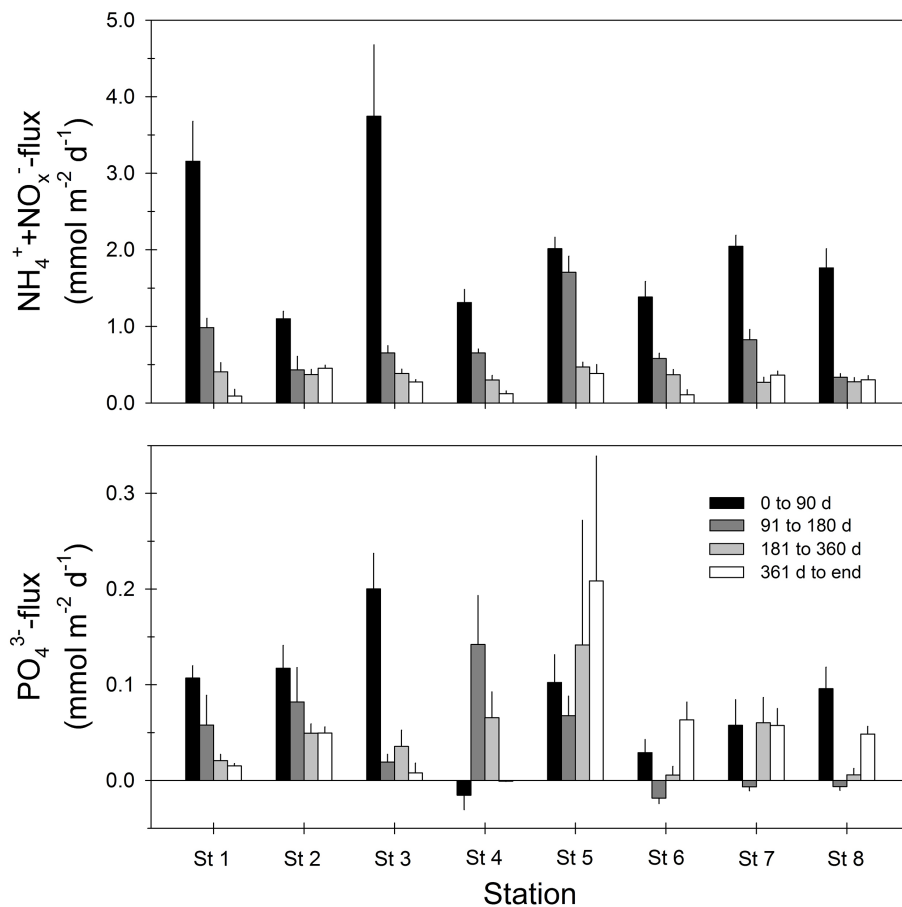 NH₄⁺+NOₓ⁻-flux
(mmol m⁻² d⁻¹)
5.0
4.0
3.0
2.0
1.0
0.0
PO₄³⁻-flux
(mmol m⁻² d⁻¹)
0.3
0.2
0.1
0.0
0 to 90 d
91 to 180 d
181 to 360 d
361 d to end
St 1 St 2 St 3 St 4 St 5 St 6 St 7 St 8
Station